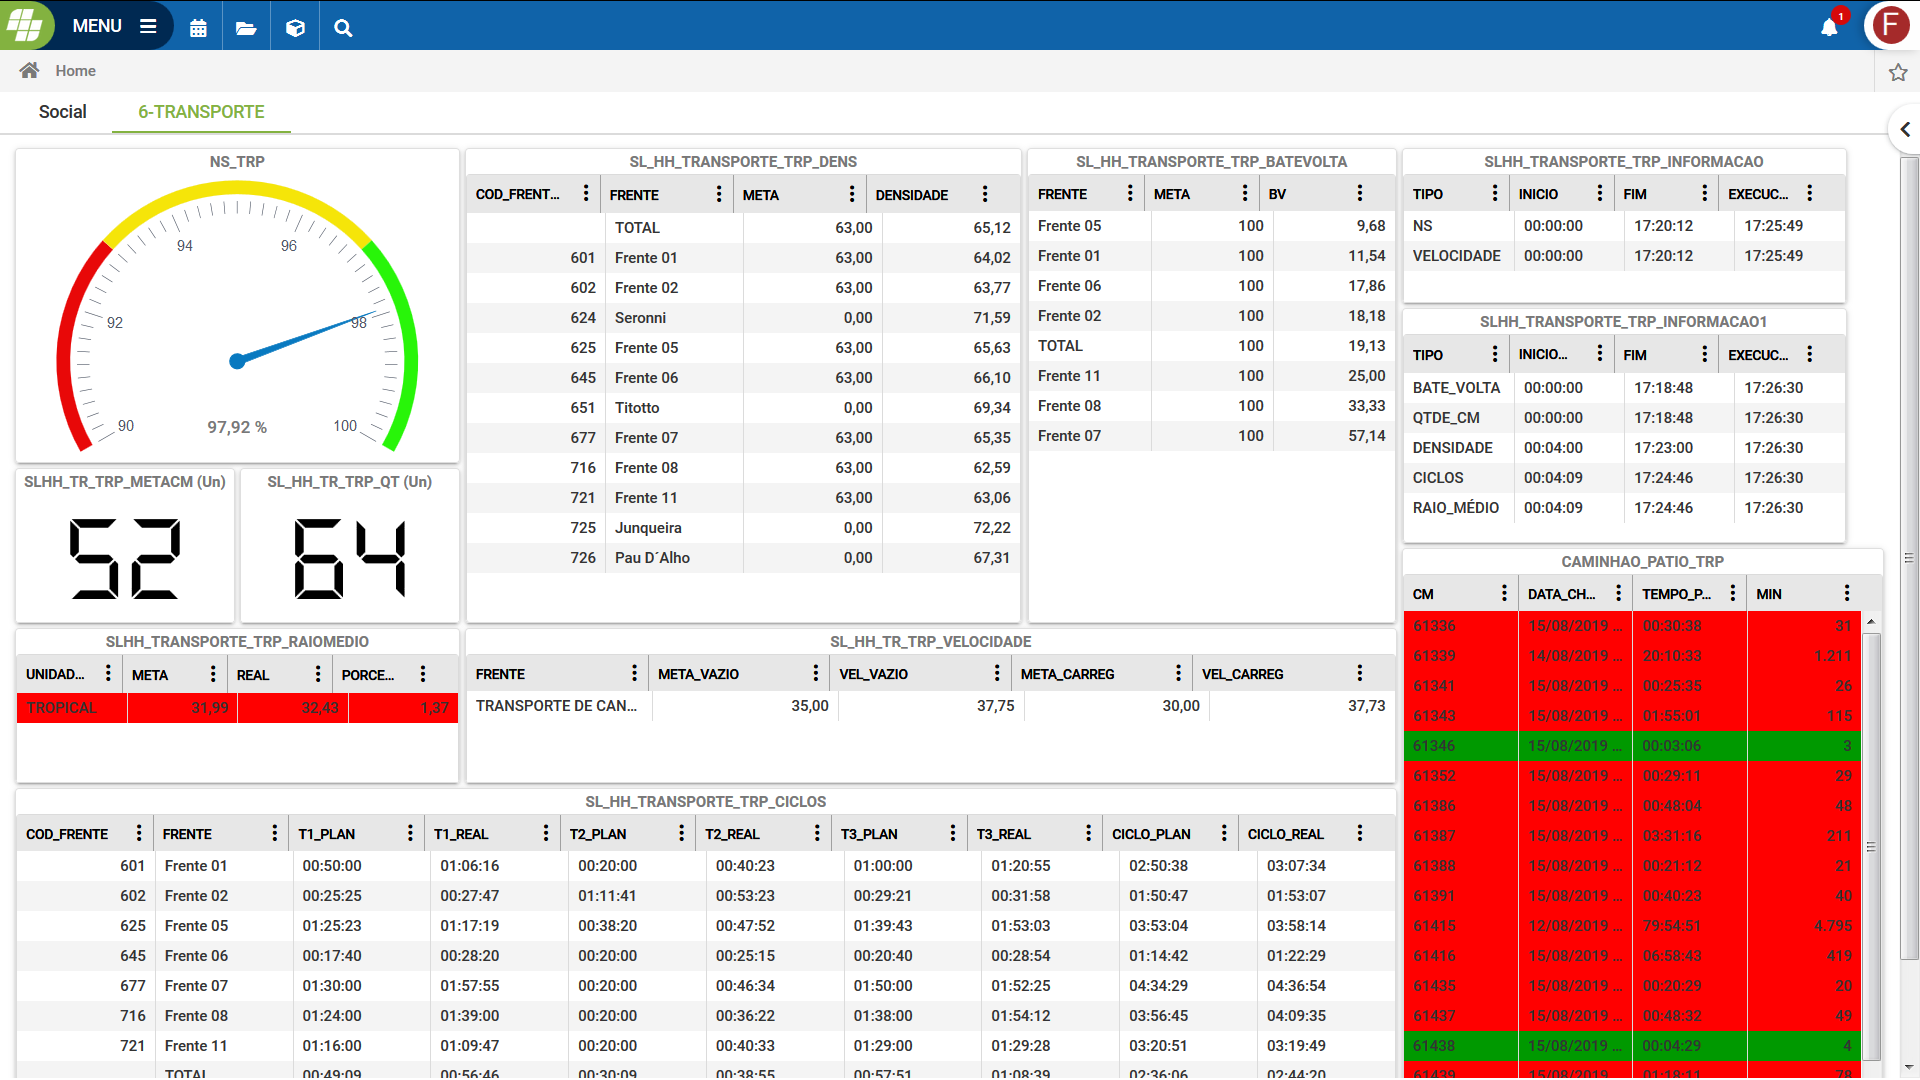 MENU
1
F
Home
Social
6-TRANSPORTE
NS_TRP
90
92
94
96
98
100
97,92 %
SLHH_TR_TRP_METACM (Un)
52
SL_HH_TR_TRP_QT (Un)
64
SL_HH_TRANSPORTE_TRP_DENS
COD_FRENT... FRENTE META DENSIDADE
TOTAL 63,00 65,12
601 Frente 01 63,00 64,02
602 Frente 02 63,00 63,77
624 Seronni 0,00 71,59
625 Frente 05 63,00 65,63
645 Frente 06 63,00 66,10
651 Titotto 0,00 69,34
677 Frente 07 63,00 65,35
716 Frente 08 63,00 62,59
721 Frente 11 63,00 63,06
725 Junqueira 0,00 72,22
726 Pau D´Alho 0,00 67,31
SL_HH_TRANSPORTE_TRP_BATEVOLTA
FRENTE META BV
Frente 05 100 9,68
Frente 01 100 11,54
Frente 06 100 17,86
Frente 02 100 18,18
TOTAL 100 19,13
Frente 11 100 25,00
Frente 08 100 33,33
Frente 07 100 57,14
SLHH_TRANSPORTE_TRP_INFORMACAO
TIPO INICIO FIM EXECUC...
NS 00:00:00 17:20:12 17:25:49
VELOCIDADE 00:00:00 17:20:12 17:25:49
SLHH_TRANSPORTE_TRP_INFORMACAO1
TIPO INICIO... FIM EXECUC...
BATE_VOLTA 00:00:00 17:18:48 17:26:30
QTDE_CM 00:00:00 17:18:48 17:26:30
DENSIDADE 00:04:00 17:23:00 17:26:30
CICLOS 00:04:09 17:24:46 17:26:30
RAIO_MÉDIO 00:04:09 17:24:46 17:26:30
SLHH_TRANSPORTE_TRP_RAIOMEDIO
UNIDAD... META REAL PORCE...
TROPICAL 31,99 32,43 1,37
SL_HH_TR_TRP_VELOCIDADE
FRENTE META_VAZIO VEL_VAZIO META_CARREG VEL_CARREG
TRANSPORTE DE CAN... 35,00 37,75 30,00 37,73
CAMINHAO_PATIO_TRP
CM DATA_CH... TEMPO_P... MIN
61336 15/08/2019 ... 00:30:38 31
61339 14/08/2019 ... 20:10:33 1.211
61341 15/08/2019 ... 00:25:35 26
61343 15/08/2019 ... 01:55:01 115
61346 15/08/2019 ... 00:03:06 3
61352 15/08/2019 ... 00:29:11 29
61386 15/08/2019 ... 00:48:04 48
61387 15/08/2019 ... 03:31:16 211
61388 15/08/2019 ... 00:21:12 21
61391 15/08/2019 ... 00:40:23 40
61415 12/08/2019 ... 79:54:51 4.795
61416 15/08/2019 ... 06:58:43 419
61435 15/08/2019 ... 00:20:29 20
61437 15/08/2019 ... 00:48:32 49
61438 15/08/2019 ... 00:04:29 4
61439 15/08/2019 ... 01:18:11 78
SL_HH_TRANSPORTE_TRP_CICLOS
COD_FRENTE FRENTE T1_PLAN T1_REAL T2_PLAN T2_REAL T3_PLAN T3_REAL CICLO_PLAN CICLO_REAL
601 Frente 01 00:50:00 01:06:16 00:20:00 00:40:23 01:00:00 01:20:55 02:50:38 03:07:34
602 Frente 02 00:25:25 00:27:47 01:11:41 00:53:23 00:29:21 00:31:58 01:50:47 01:53:07
625 Frente 05 01:25:23 01:17:19 00:38:20 00:47:52 01:39:43 01:53:03 03:53:04 03:58:14
645 Frente 06 00:17:40 00:28:20 00:20:00 00:25:15 00:20:40 00:28:54 01:14:42 01:22:29
677 Frente 07 01:30:00 01:57:55 00:20:00 00:46:34 01:50:00 01:52:25 04:34:29 04:36:54
716 Frente 08 01:24:00 01:39:00 00:20:00 00:36:22 01:38:00 01:54:12 03:56:45 04:09:35
721 Frente 11 01:16:00 01:09:47 00:20:00 00:40:33 01:29:00 01:29:28 03:20:51 03:19:49
TOTAL 00:49:09 00:56:46 00:30:09 00:38:55 00:57:51 01:08:39 02:36:06 02:44:20